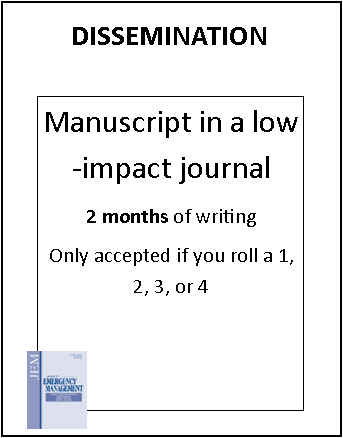 DISSEMINATION
Manuscript in a low
-impact journal
2 months of writing
Only accepted if you roll a 1,
2, 3, or 4
JEM
EMERGENCY
MANAGEMENT